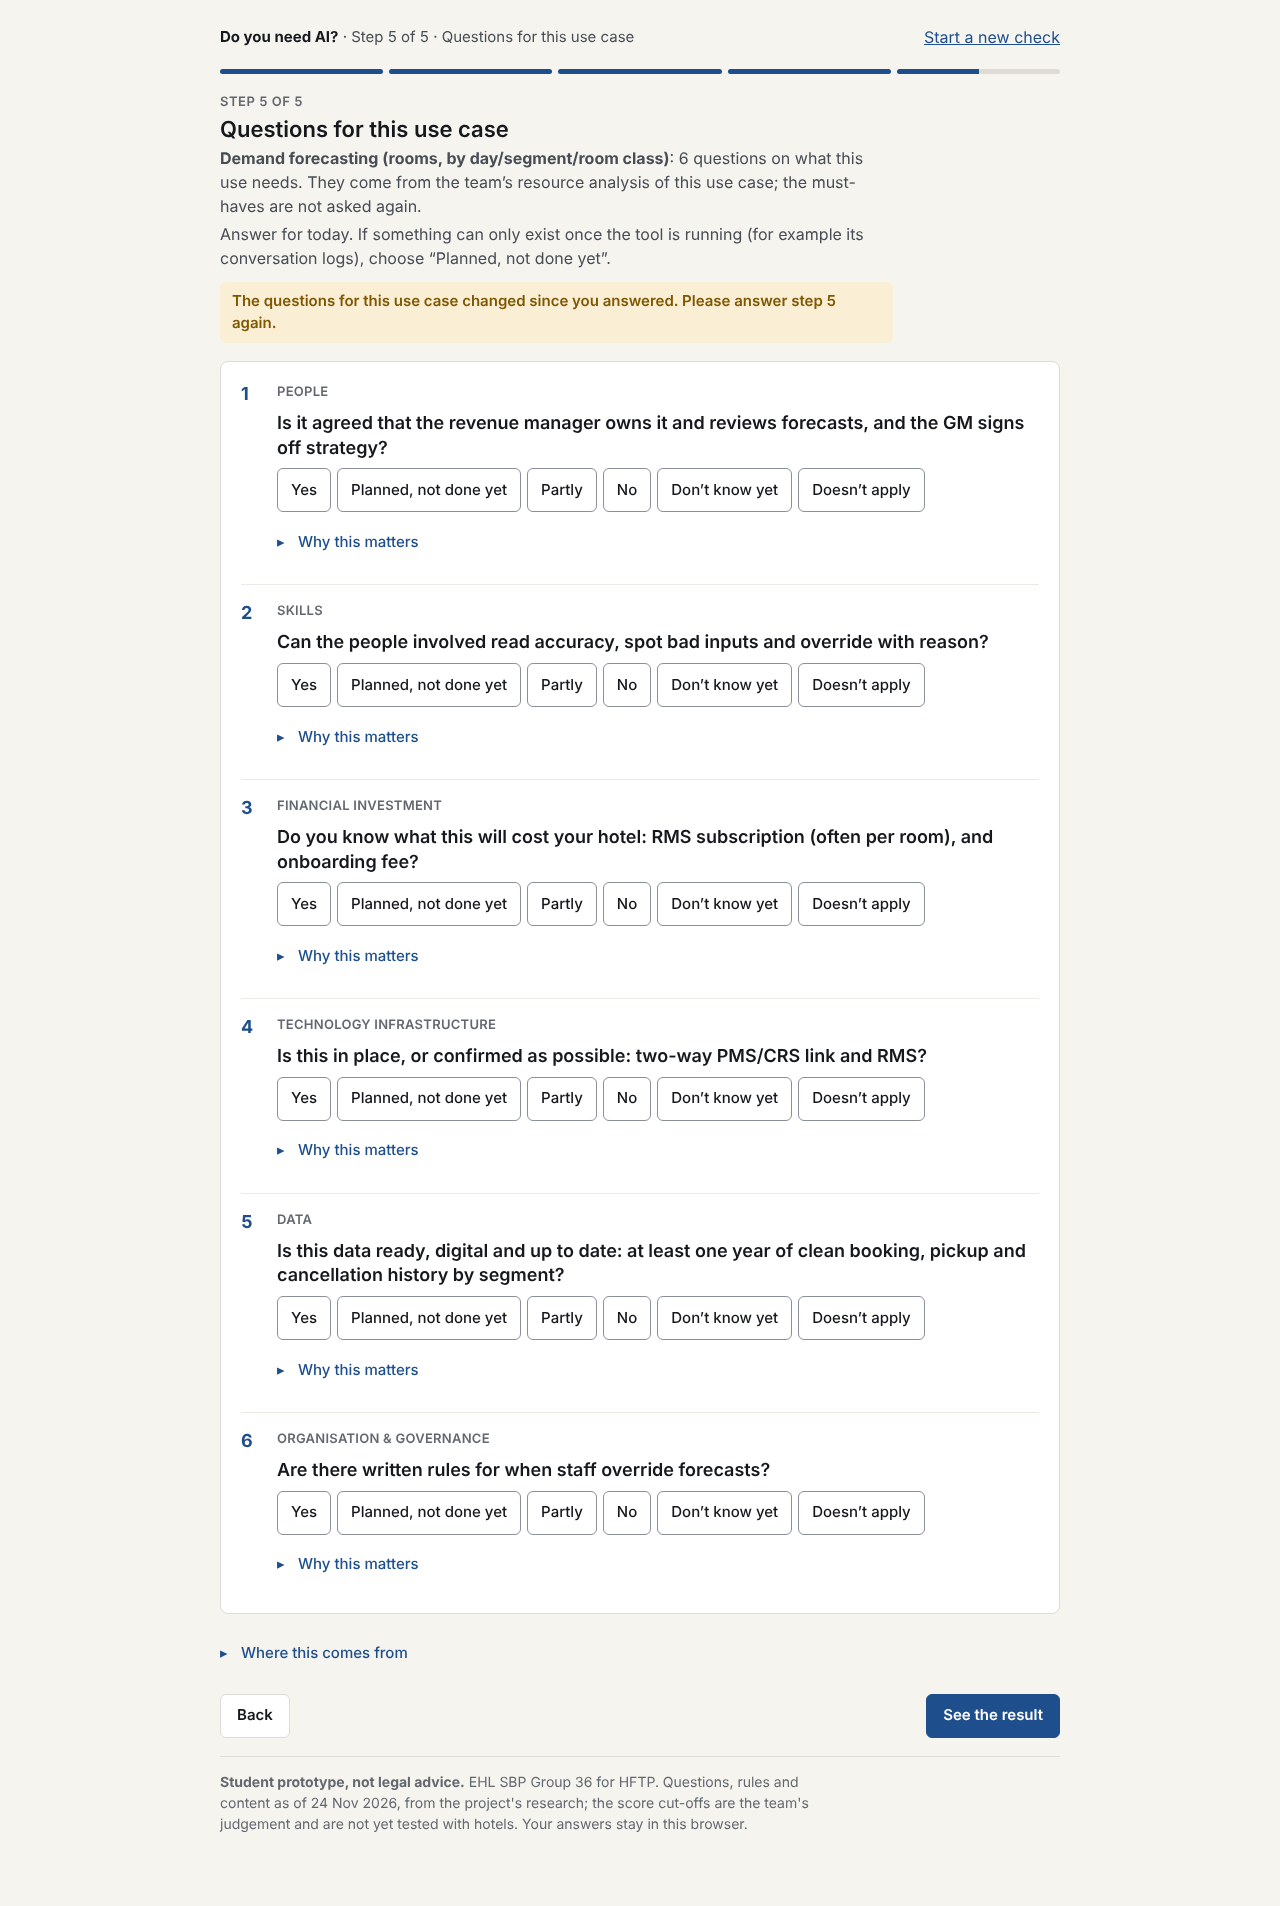 Do you need AI? · Step 5 of 5 · Questions for this use case
Start a new check
STEP 5 OF 5
Questions for this use case
Demand forecasting (rooms, by day/segment/room class): 6 questions on what this
use needs. They come from the team’s resource analysis of this use case; the must-
haves are not asked again.
Answer for today. If something can only exist once the tool is running (for example its
conversation logs), choose “Planned, not done yet”.
The questions for this use case changed since you answered. Please answer step 5
again.
1
PEOPLE
Is it agreed that the revenue manager owns it and reviews forecasts, and the GM signs
off strategy?
Yes Planned, not done yet Partly No Don’t know yet Doesn’t apply
▸ Why this matters
2
SKILLS
Can the people involved read accuracy, spot bad inputs and override with reason?
Yes Planned, not done yet Partly No Don’t know yet Doesn’t apply
▸ Why this matters
3
FINANCIAL INVESTMENT
Do you know what this will cost your hotel: RMS subscription (often per room), and
onboarding fee?
Yes Planned, not done yet Partly No Don’t know yet Doesn’t apply
▸ Why this matters
4
TECHNOLOGY INFRASTRUCTURE
Is this in place, or confirmed as possible: two-way PMS/CRS link and RMS?
Yes Planned, not done yet Partly No Don’t know yet Doesn’t apply
▸ Why this matters
5
DATA
Is this data ready, digital and up to date: at least one year of clean booking, pickup and
cancellation history by segment?
Yes Planned, not done yet Partly No Don’t know yet Doesn’t apply
▸ Why this matters
6
ORGANISATION & GOVERNANCE
Are there written rules for when staff override forecasts?
Yes Planned, not done yet Partly No Don’t know yet Doesn’t apply
▸ Why this matters
▸ Where this comes from
Back
See the result
Student prototype, not legal advice. EHL SBP Group 36 for HFTP. Questions, rules and
content as of 24 Nov 2026, from the project's research; the score cut-offs are the team's
judgement and are not yet tested with hotels. Your answers stay in this browser.